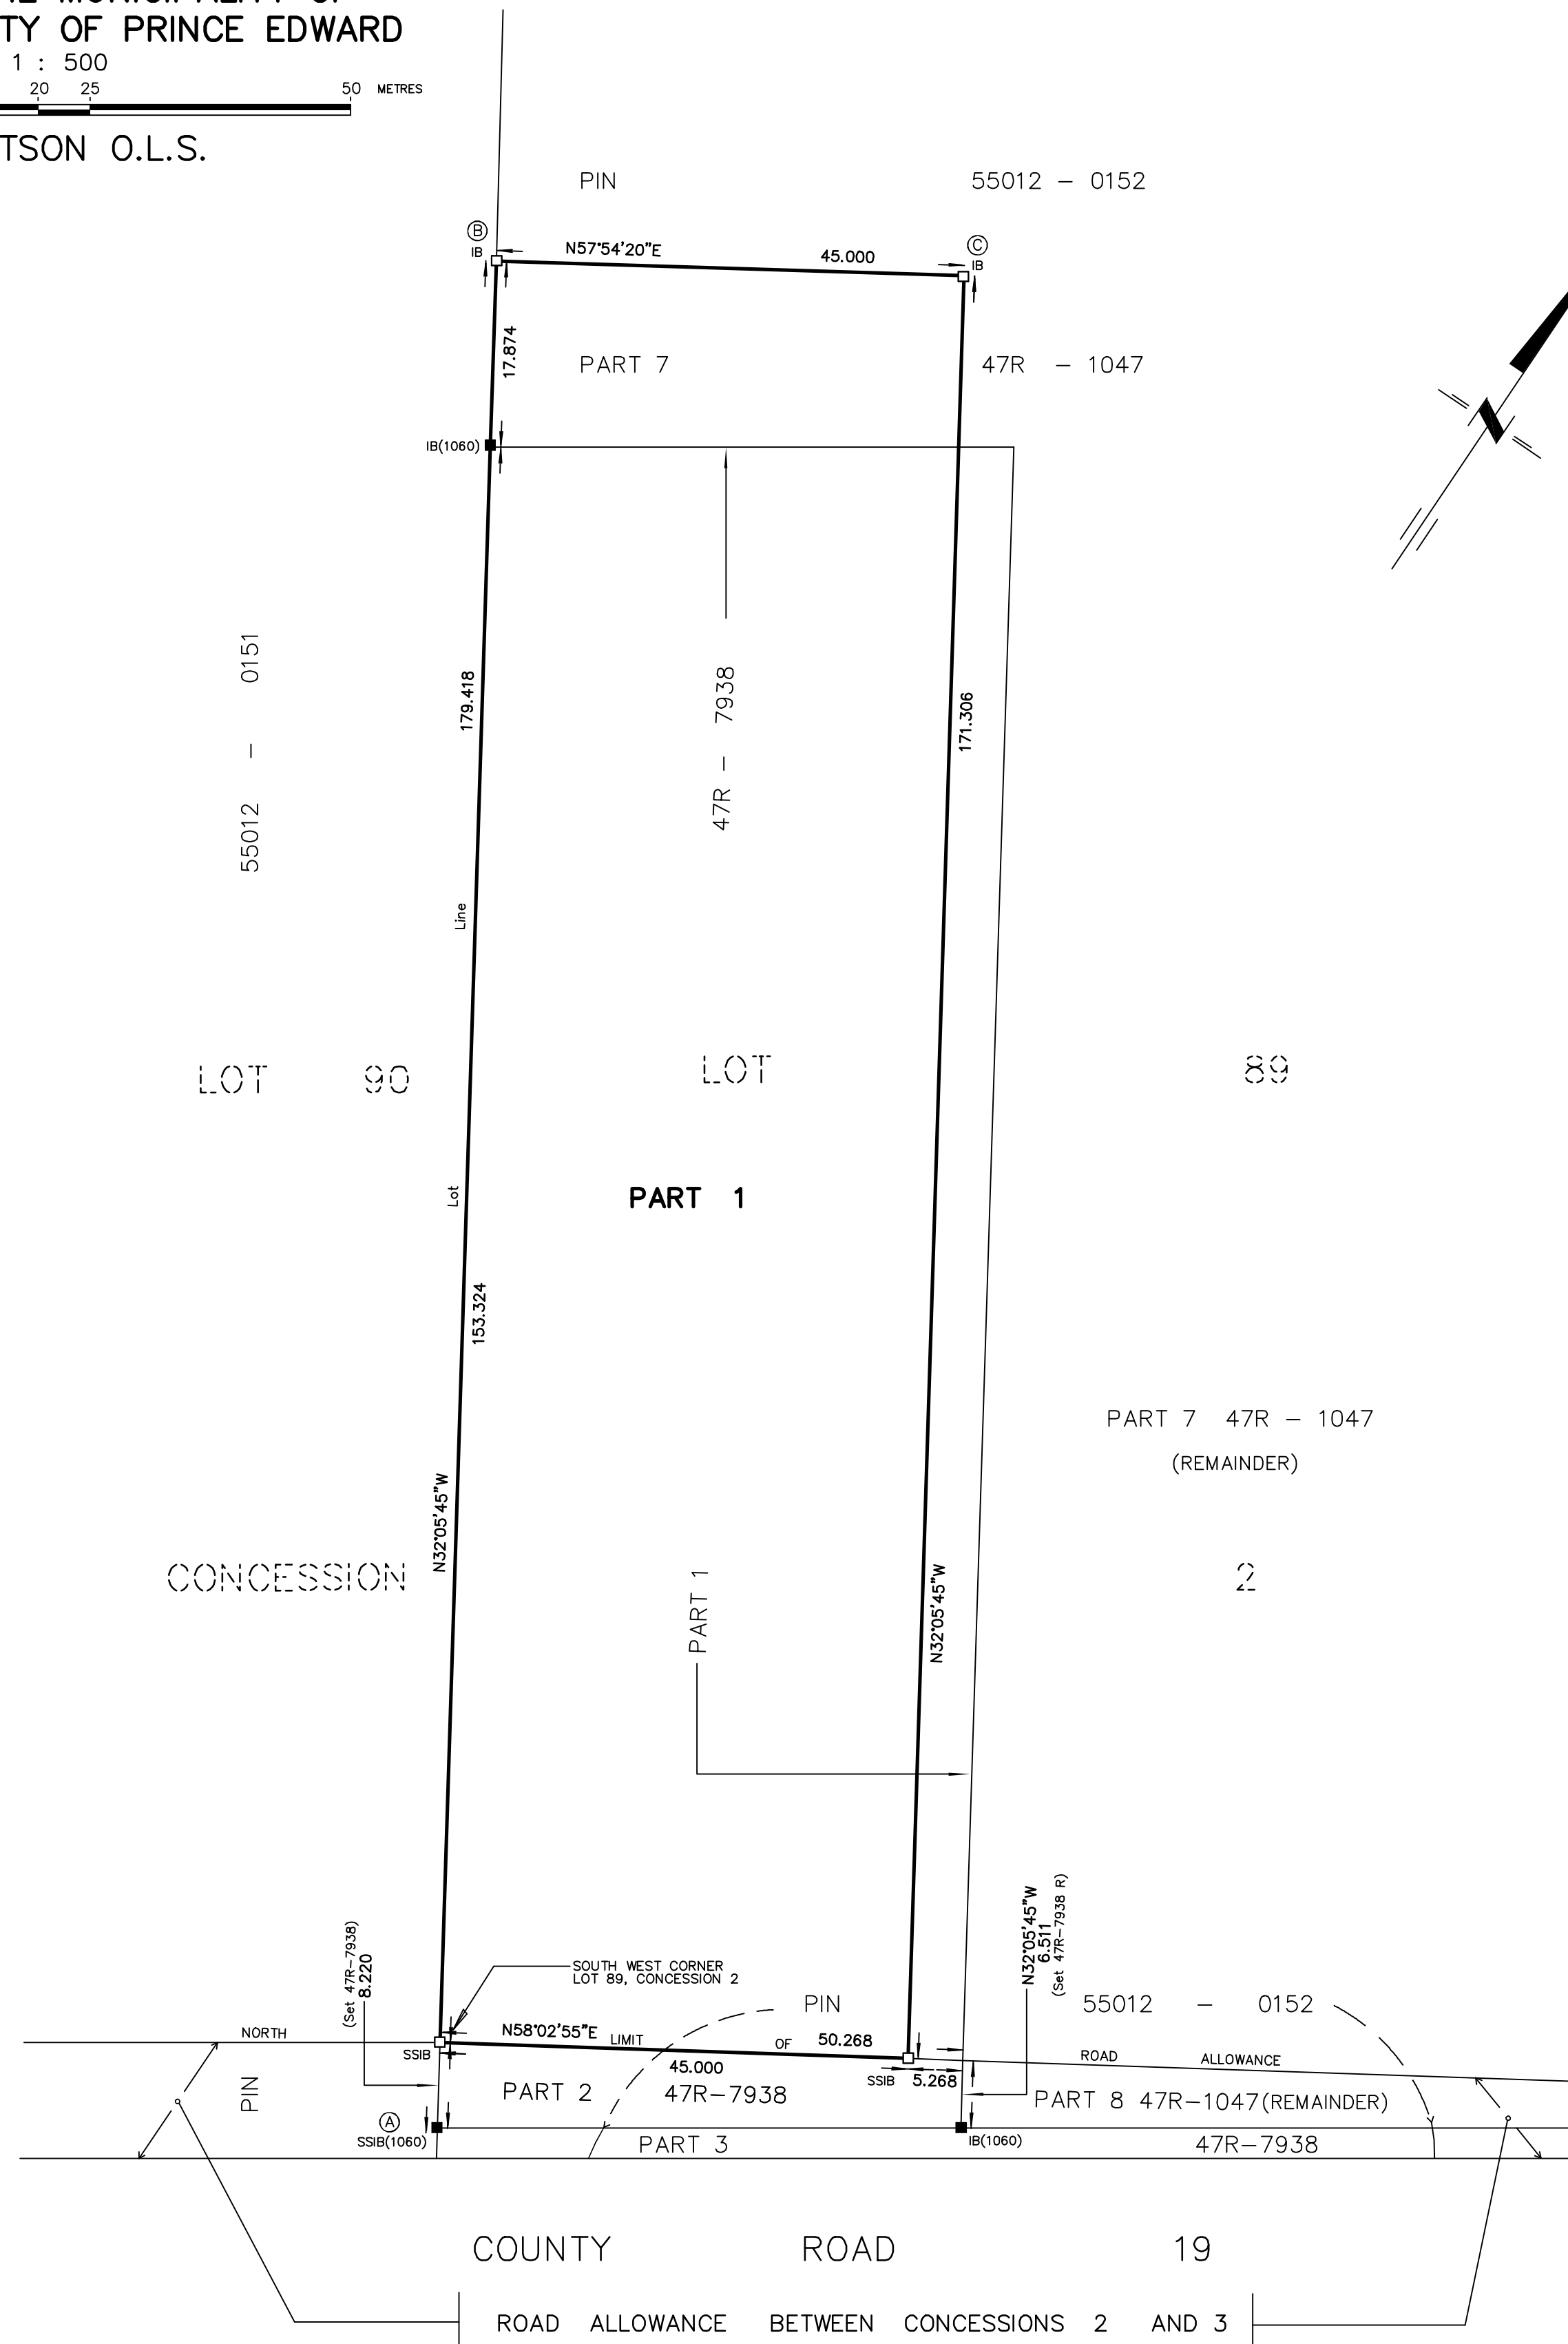 TY OF PRINCE EDWARD
1 : 500
20 25 50 METRES
TSON O.L.S.
PIN 55012 - 0152
B
IB
N57°54'20"E 45.000
C
IB
17.874
PART 7 47R - 1047
IB(1060)
55012 - 0151
179.418
47R - 7938
171.306
Line
LOT 90 LOT 89
Lot
PART 1
153.324
PART 7 47R - 1047
(REMAINDER)
N32°05'45"W
CONCESSION 2
PART 1
N32°05'45"W
N32°05'45"W
6.511
(Set 47R-7938 R)
(Set 47R-7938)
8.220
SOUTH WEST CORNER
LOT 89, CONCESSION 2
PIN 55012 - 0152
NORTH N58°02'55"E LIMIT OF 50.268 ROAD ALLOWANCE
SSIB 45.000 SSIB 5.268
PIN
PART 2 47R-7938 PART 8 47R-1047(REMAINDER)
A
SSIB(1060) PART 3 IB(1060) 47R-7938
COUNTY ROAD 19
ROAD ALLOWANCE BETWEEN CONCESSIONS 2 AND 3